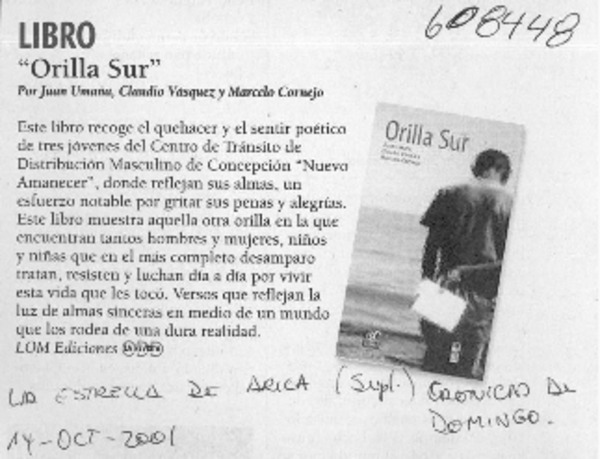 608448
LIBRO
“Orilla Sur”
Por Juan Umaña, Claudio Vásquez y Marcelo Cornejo
Este libro recoge el quehacer y el sentir poético
de tres jóvenes del Centro de Tránsito de
Distribución Masculino de Concepción “Nuevo
Amanecer”, donde reflejan sus almas, un
esfuerzo notable por gritar sus penas y alegrías.
Este libro muestra aquella otra orilla en la que
encuentran tantos hombres y mujeres, niños
y niñas que en el más completo desamparo
tratan, resisten y luchan día a día por vivir
esta vida que les tocó. Versos que reflejan la
luz de almas sinceras en medio de un mundo
que los rodea de una dura realidad.
LOM Ediciones
Orilla Sur
LA ESTRELLA DE ARICA (Supl.) CRONICAS DE
DOMINGO.
14-OCT-2001